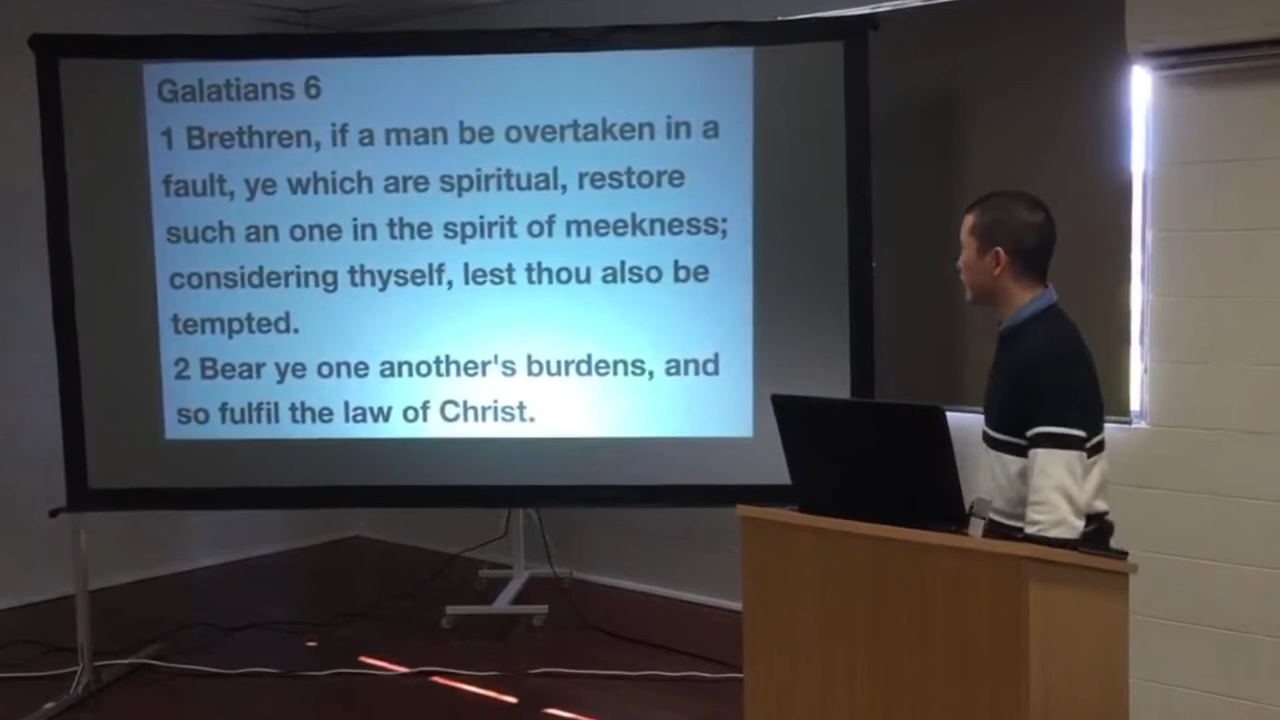 Galatians 6
1 Brethren, if a man be overtaken in a
fault, ye which are spiritual, restore
such an one in the spirit of meekness;
considering thyself, lest thou also be
tempted.
2 Bear ye one another's burdens, and
so fulfil the law of Christ.